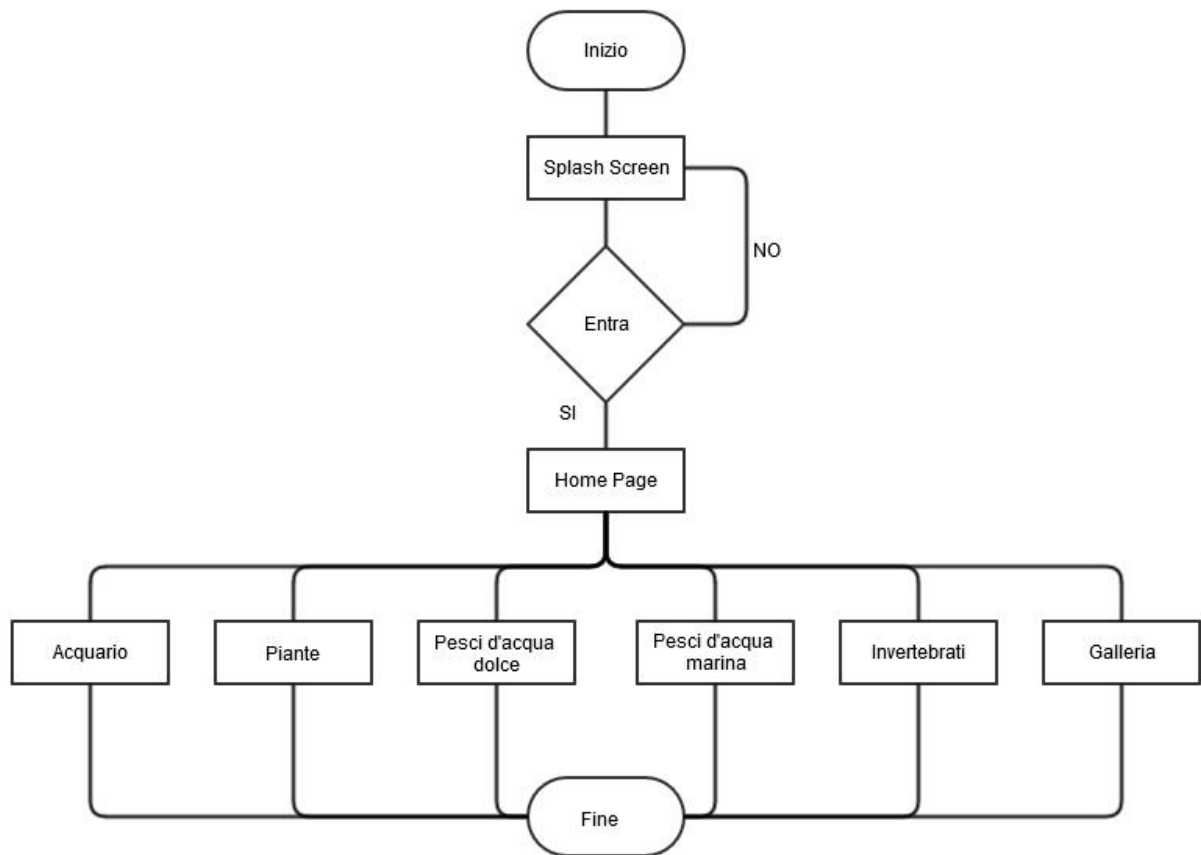 Inizio
Splash Screen
NO
Entra
SI
Home Page
Acquario
Piante
Pesci d'acqua
dolce
Pesci d'acqua
marina
Invertebrati
Galleria
Fine